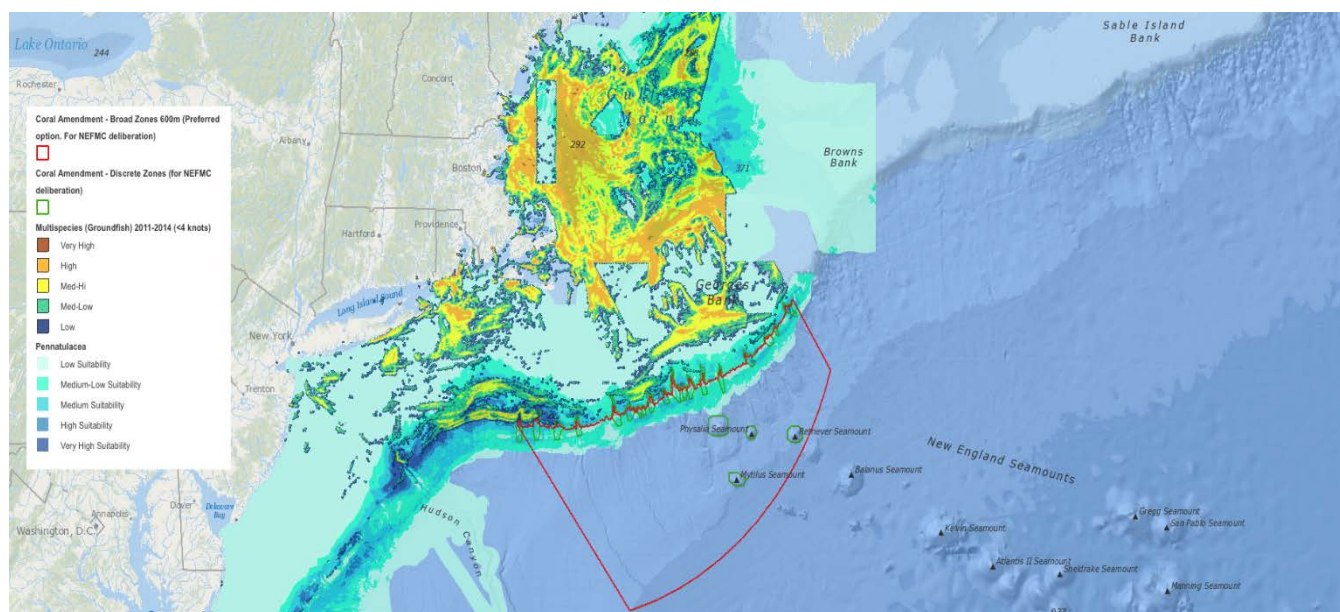 Lake Ontario
244
Rochester
Concord
Albany
Boston
Hartford
Providence
Long Island Sound
New York
Trenton
Annapolis
Dover
Washington, D.C.
Delaware
Bay
Hudson Canyon
Gulf
Maine
292
371
Georges
Bank
Browns
Bank
Sable Island
Bank
Coral Amendment - Broad Zones 600m (Preferred
option. For NEFMC deliberation)
Coral Amendment - Discrete Zones (for NEFMC
deliberation)
Multispecies (Groundfish) 2011-2014 (<4 knots)
Very High
High
Med-Hi
Med-Low
Low
Pennatulacea
Low Suitability
Medium-Low Suitability
Medium Suitability
High Suitability
Very High Suitability
Physalia Seamount
Retriever Seamount
Mytilus Seamount
Balanus Seamount
New England Seamounts
Gregg Seamount
San Pablo Seamount
Kelvin Seamount
Atlantis II Seamount
Sheldrake Seamount
Manning Seamount